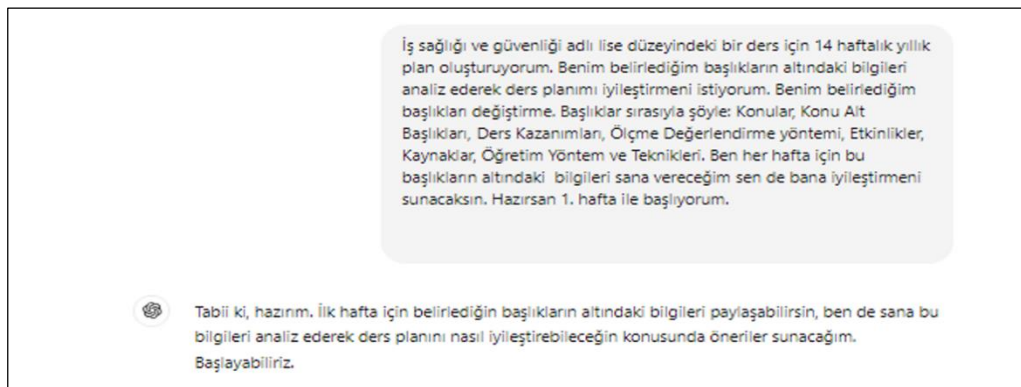 İş sağlığı ve güvenliği adlı lise düzeyindeki bir ders için 14 haftalık yıllık
plan oluşturuyorum. Benim belirlediğim başlıkların altındaki bilgileri
analiz ederek ders planımı iyileştirmeni istiyorum. Benim belirlediğim
başlıkları değiştirme. Başlıklar sırasıyla şöyle: Konular, Konu Alt
Başlıkları, Ders Kazanımları, Ölçme Değerlendirme yöntemi, Etkinlikler,
Kaynaklar, Öğretim Yöntem ve Teknikleri. Ben her hafta için bu
başlıkların altındaki bilgileri sana vereceğim sen de bana iyileştirmeni
sunacaksın. Hazırsan 1. hafta ile başlıyorum.
Tabii ki, hazırım. İlk hafta için belirlediğin başlıkların altındaki bilgileri paylaşabilirsin, ben de sana bu
bilgileri analiz ederek ders planını nasıl iyileştirebileceğin konusunda öneriler sunacağım.
Başlayabiliriz.